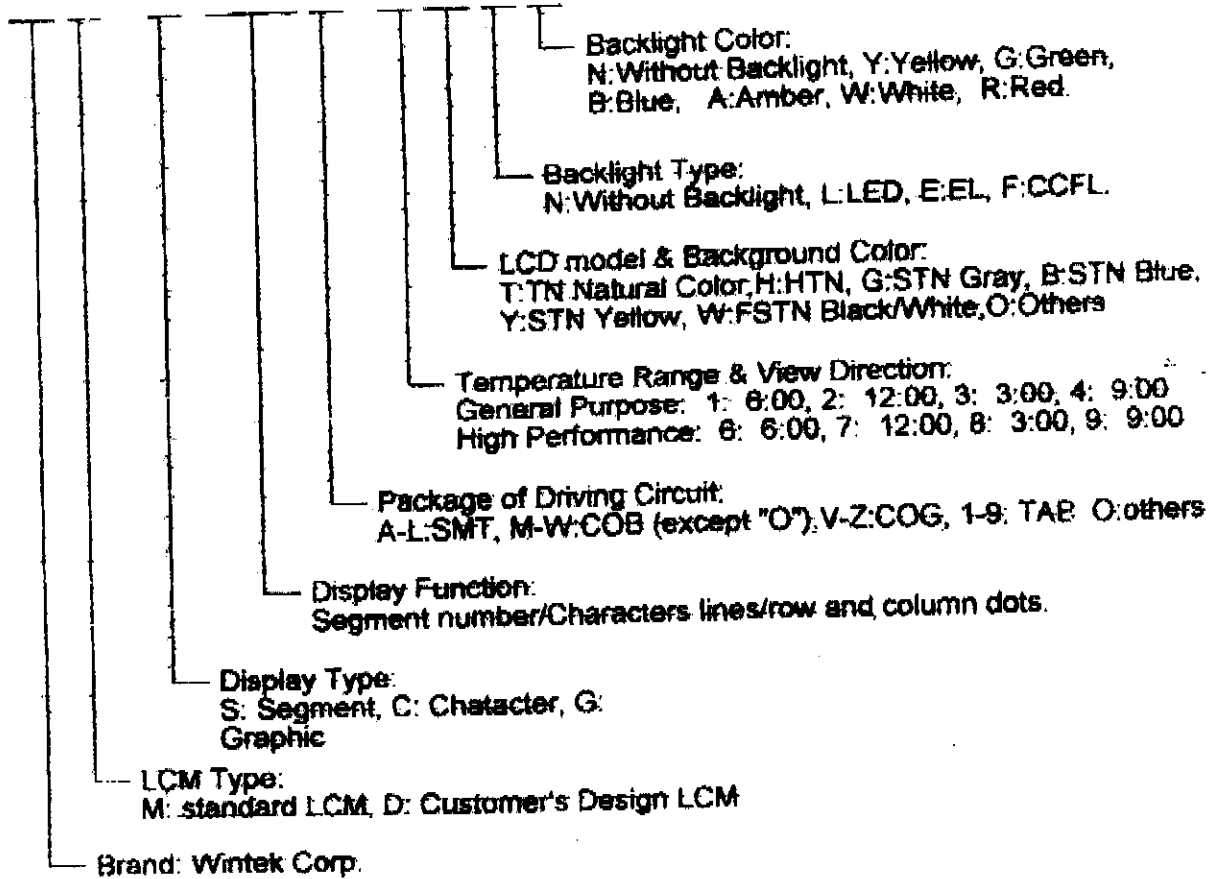 Backlight Color:
N:Without Backlight, Y:Yellow, G:Green,
B:Blue, A:Amber, W:White, R:Red.
Backlight Type:
N:Without Backlight, L:LED, E:EL, F:CCFL.
LCD model & Background Color:
T:TN Natural Color,H:HTN, G:STN Gray, B:STN Blue,
Y:STN Yellow, W:FSTN Black/White,O:Others
Temperature Range & View Direction:
General Purpose: 1: 6:00, 2: 12:00, 3: 3:00, 4: 9:00
High Performance: 6: 6:00, 7: 12:00, 8: 3:00, 9: 9:00
Package of Driving Circuit:
A-L:SMT, M-W:COB (except "O"),V-Z:COG, 1-9: TAB O:others
Display Function:
Segment number/Characters lines/row and column dots.
Display Type:
S: Segment, C: Chatacter, G:
Graphic
LCM Type:
M: standard LCM, D: Customer's Design LCM
Brand: Wintek Corp.